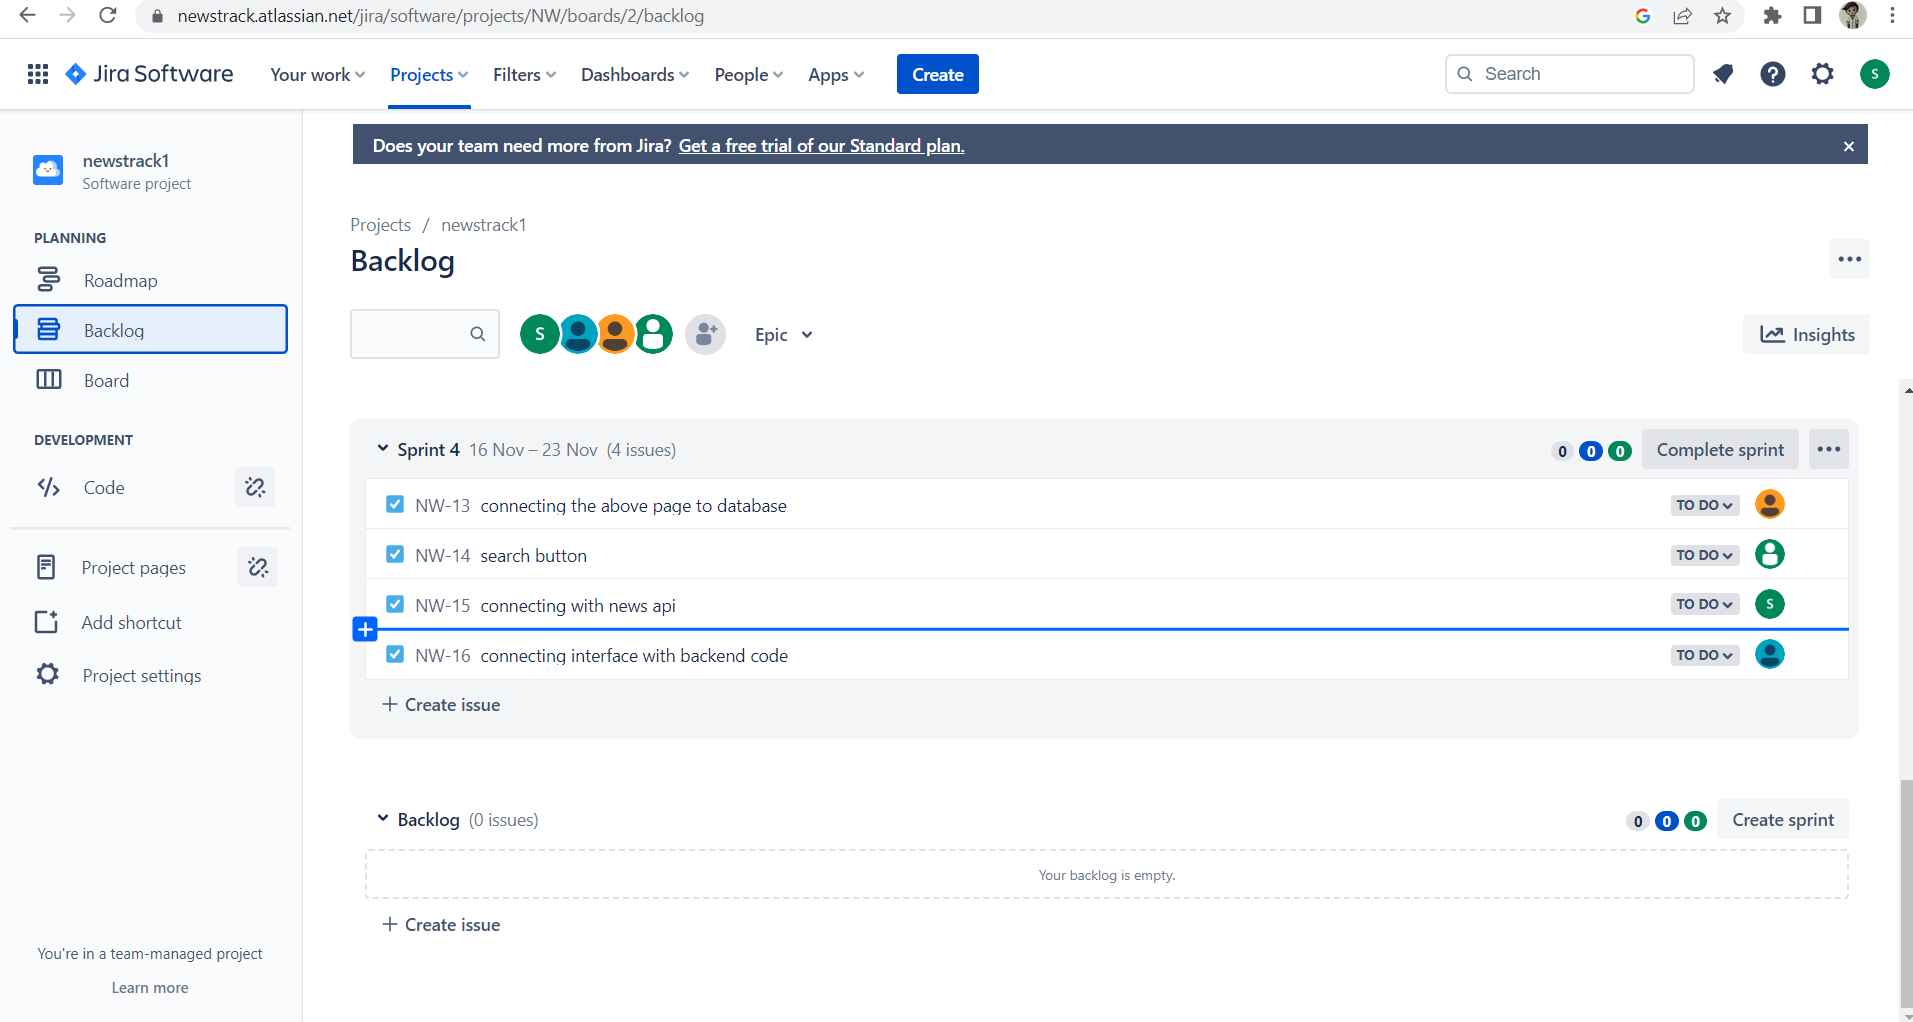 newstrack.atlassian.net/jira/software/projects/NW/boards/2/backlog
Jira Software Your work Projects Filters Dashboards People Apps Create Search S
newstrack1
Software project
PLANNING
Roadmap
Backlog
Board
DEVELOPMENT
Code
Project pages
Add shortcut
Project settings
You're in a team-managed project
Learn more
Does your team need more from Jira? Get a free trial of our Standard plan.
Projects / newstrack1
Backlog
S Epic Insights
Sprint 4 16 Nov – 23 Nov (4 issues) 0 0 0 Complete sprint
NW-13 connecting the above page to database TO DO
NW-14 search button TO DO
NW-15 connecting with news api TO DO S
NW-16 connecting interface with backend code TO DO
+ Create issue
Backlog (0 issues) 0 0 0 Create sprint
Your backlog is empty.
+ Create issue